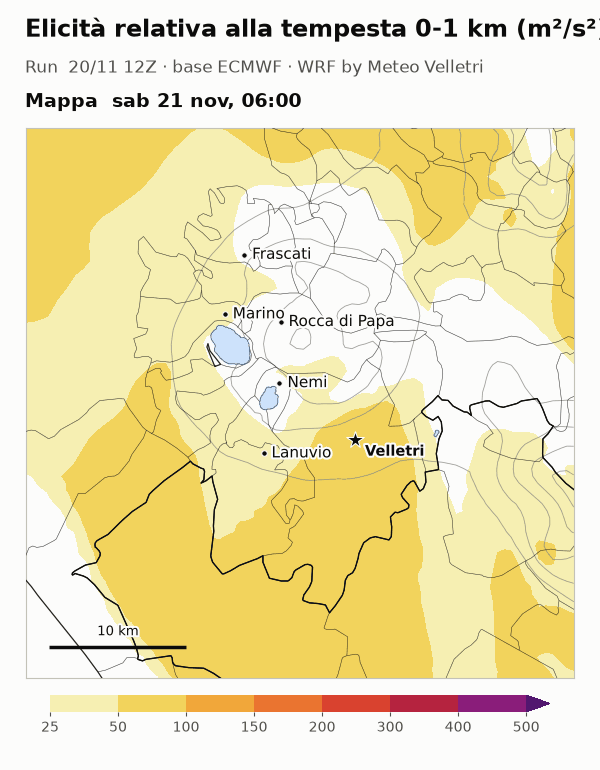 Elicità relativa alla tempesta 0-1 km (m²/s²)
Run 20/11 12Z · base ECMWF · WRF by Meteo Velletri
Mappa sab 21 nov, 06:00
Frascati
Marino
Rocca di Papa
Nemi
Lanuvio
Velletri
10 km
25 50 100 150 200 300 400 500